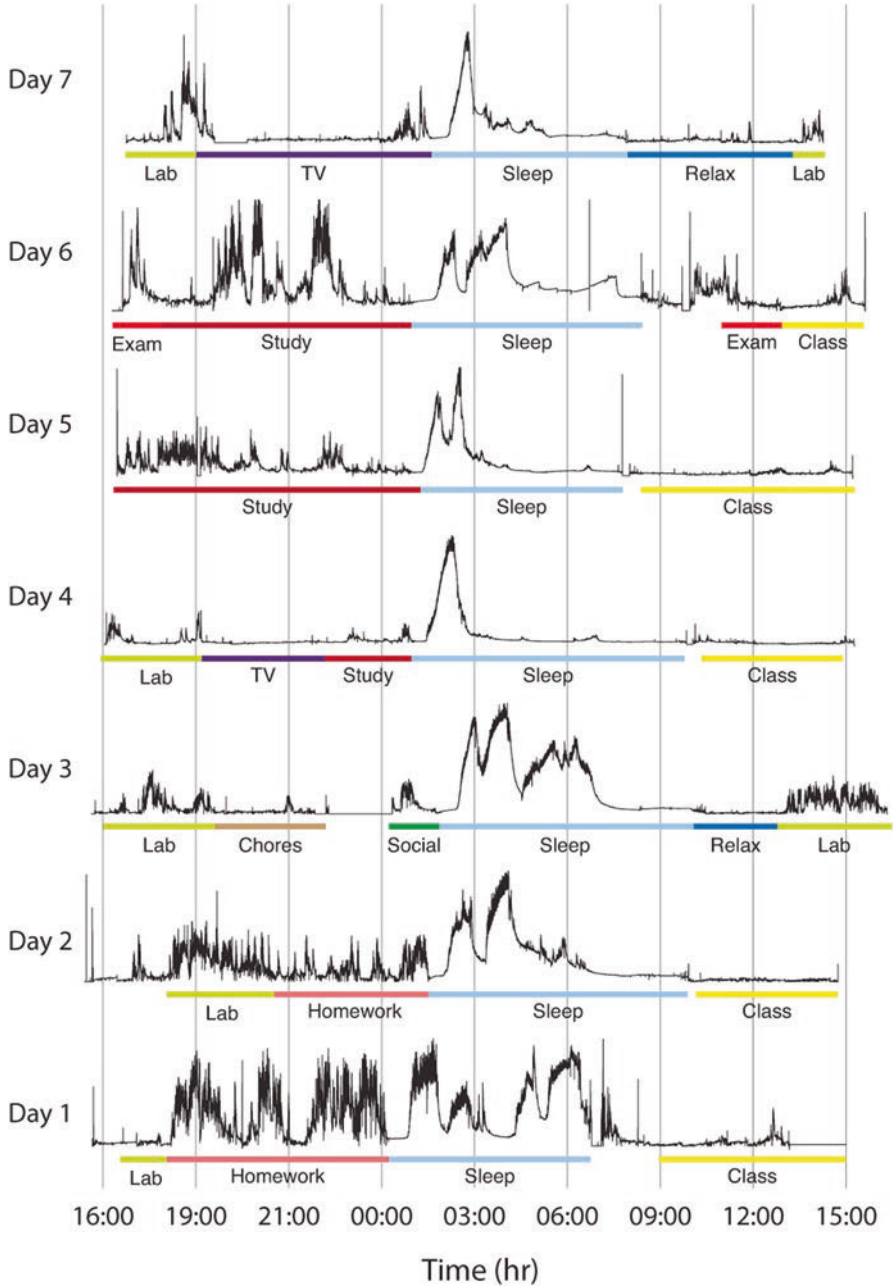 Day 7
Lab TV Sleep Relax Lab
Day 6
Exam Study Sleep Exam Class
Day 5
Study Sleep Class
Day 4
Lab TV Study Sleep Class
Day 3
Lab Chores Social Sleep Relax Lab
Day 2
Lab Homework Sleep Class
Day 1
Lab Homework Sleep Class
16:00 19:00 21:00 00:00 03:00 06:00 09:00 12:00 15:00
Time (hr)